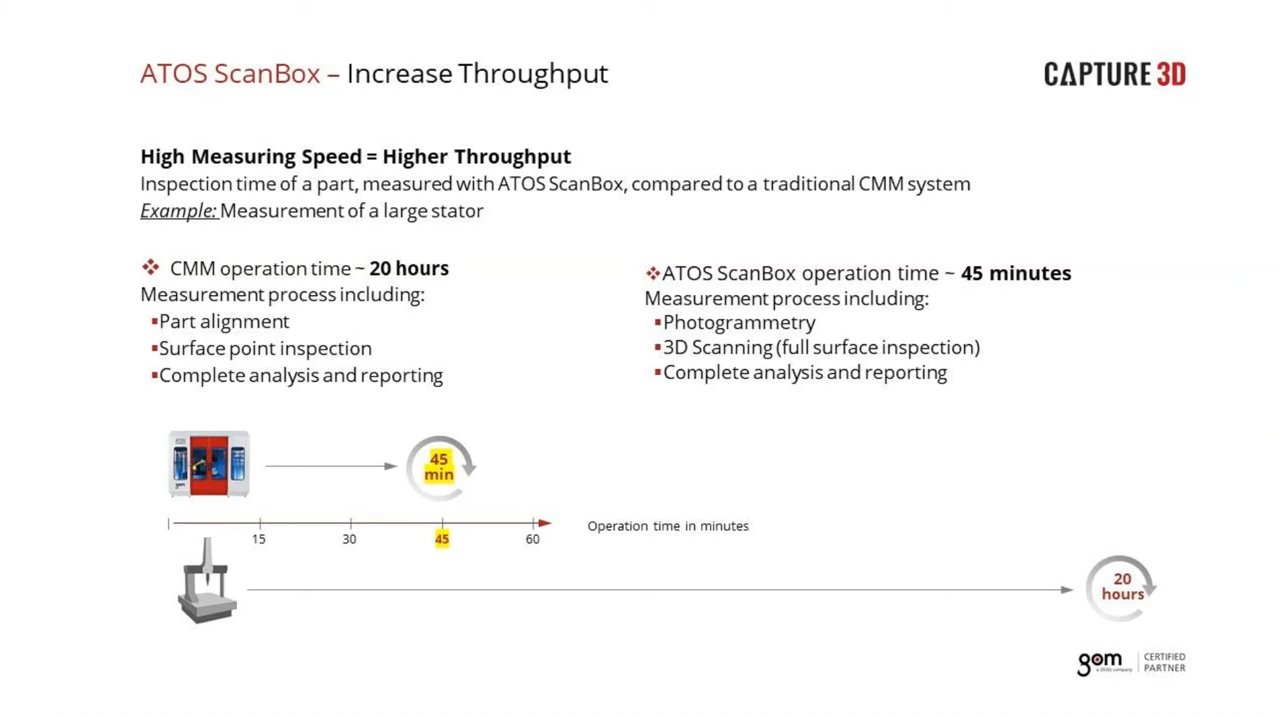 ATOS ScanBox – Increase Throughput
CAPTURE 3D
High Measuring Speed = Higher Throughput
Inspection time of a part, measured with ATOS ScanBox, compared to a traditional CMM system
Example: Measurement of a large stator
❖ CMM operation time ~ 20 hours
Measurement process including:
▪Part alignment
▪Surface point inspection
▪Complete analysis and reporting
❖ATOS ScanBox operation time ~ 45 minutes
Measurement process including:
▪Photogrammetry
▪3D Scanning (full surface inspection)
▪Complete analysis and reporting
gom
45
min
15 30 45 60
Operation time in minutes
20
hours
gom
a ZEISS company
CERTIFIED
PARTNER